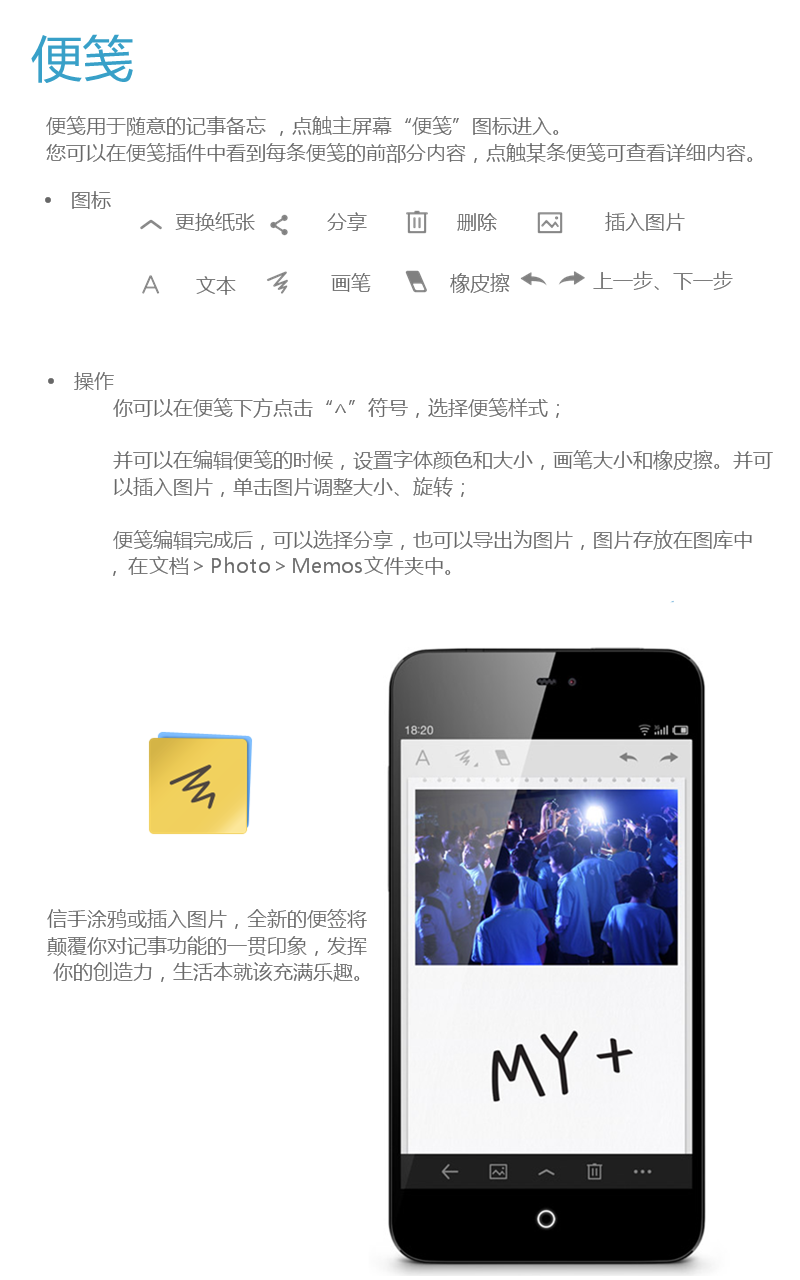 便笺
便笺用于随意的记事备忘 ，点触主屏幕“便笺”图标进入。
您可以在便笺插件中看到每条便笺的前部分内容，点触某条便笺可查看详细内容。
• 图标
更换纸张 分享 删除 插入图片
A 文本 画笔 橡皮擦 上一步、下一步
• 操作
你可以在便笺下方点击“^”符号，选择便笺样式；
并可以在编辑便笺的时候，设置字体颜色和大小，画笔大小和橡皮擦。并可
以插入图片，单击图片调整大小、旋转；
便笺编辑完成后，可以选择分享，也可以导出为图片，图片存放在图库中
，在文档＞Photo＞Memos文件夹中。
18:20
A
MY+
信手涂鸦或插入图片，全新的便签将
颠覆你对记事功能的一贯印象，发挥
你的创造力，生活本就该充满乐趣。